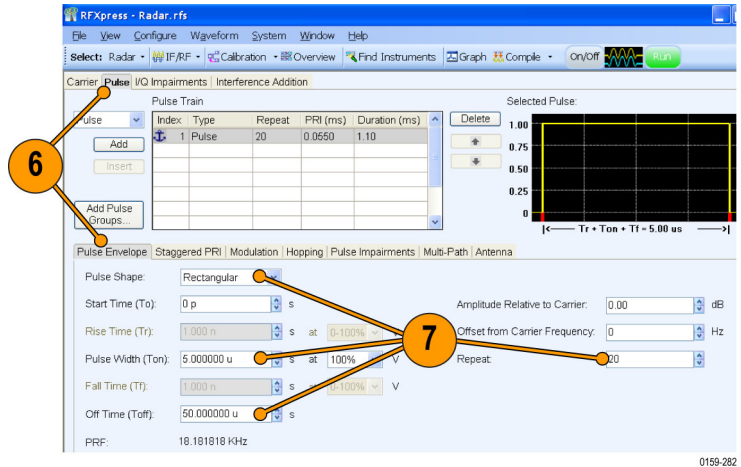 RFXpress - Radar.rfs
File View Configure Waveform System Window Help
Select: Radar IF/RF Calibration Overview Find Instruments Graph Compile On/Off Run
Carrier Pulse I/Q Impairments Interference Addition
Pulse Train
Selected Pulse:
Index Type Repeat PRI (ms) Duration (ms)
1 Pulse 20 0.0550 1.10
Add
Insert
Add Pulse Groups...
Delete
1.00
0.75
0.50
0.25
0
|<—— Tr + Ton + Tf = 5.00 us ——>|
6
Pulse Envelope Staggered PRI Modulation Hopping Pulse Impairments Multi-Path Antenna
Pulse Shape: Rectangular
Start Time (To): 0 p s
Amplitude Relative to Carrier: 0.00 dB
Rise Time (Tr): 1.000 n s at 0-100% V
Offset from Carrier Frequency: 0 Hz
7
Pulse Width (Ton): 5.000000 u s at 100% V
Repeat: 20
Fall Time (Tf): 1.000 n s at 0-100% V
Off Time (Toff): 50.000000 u s
PRF: 18.181818 KHz
0159-282